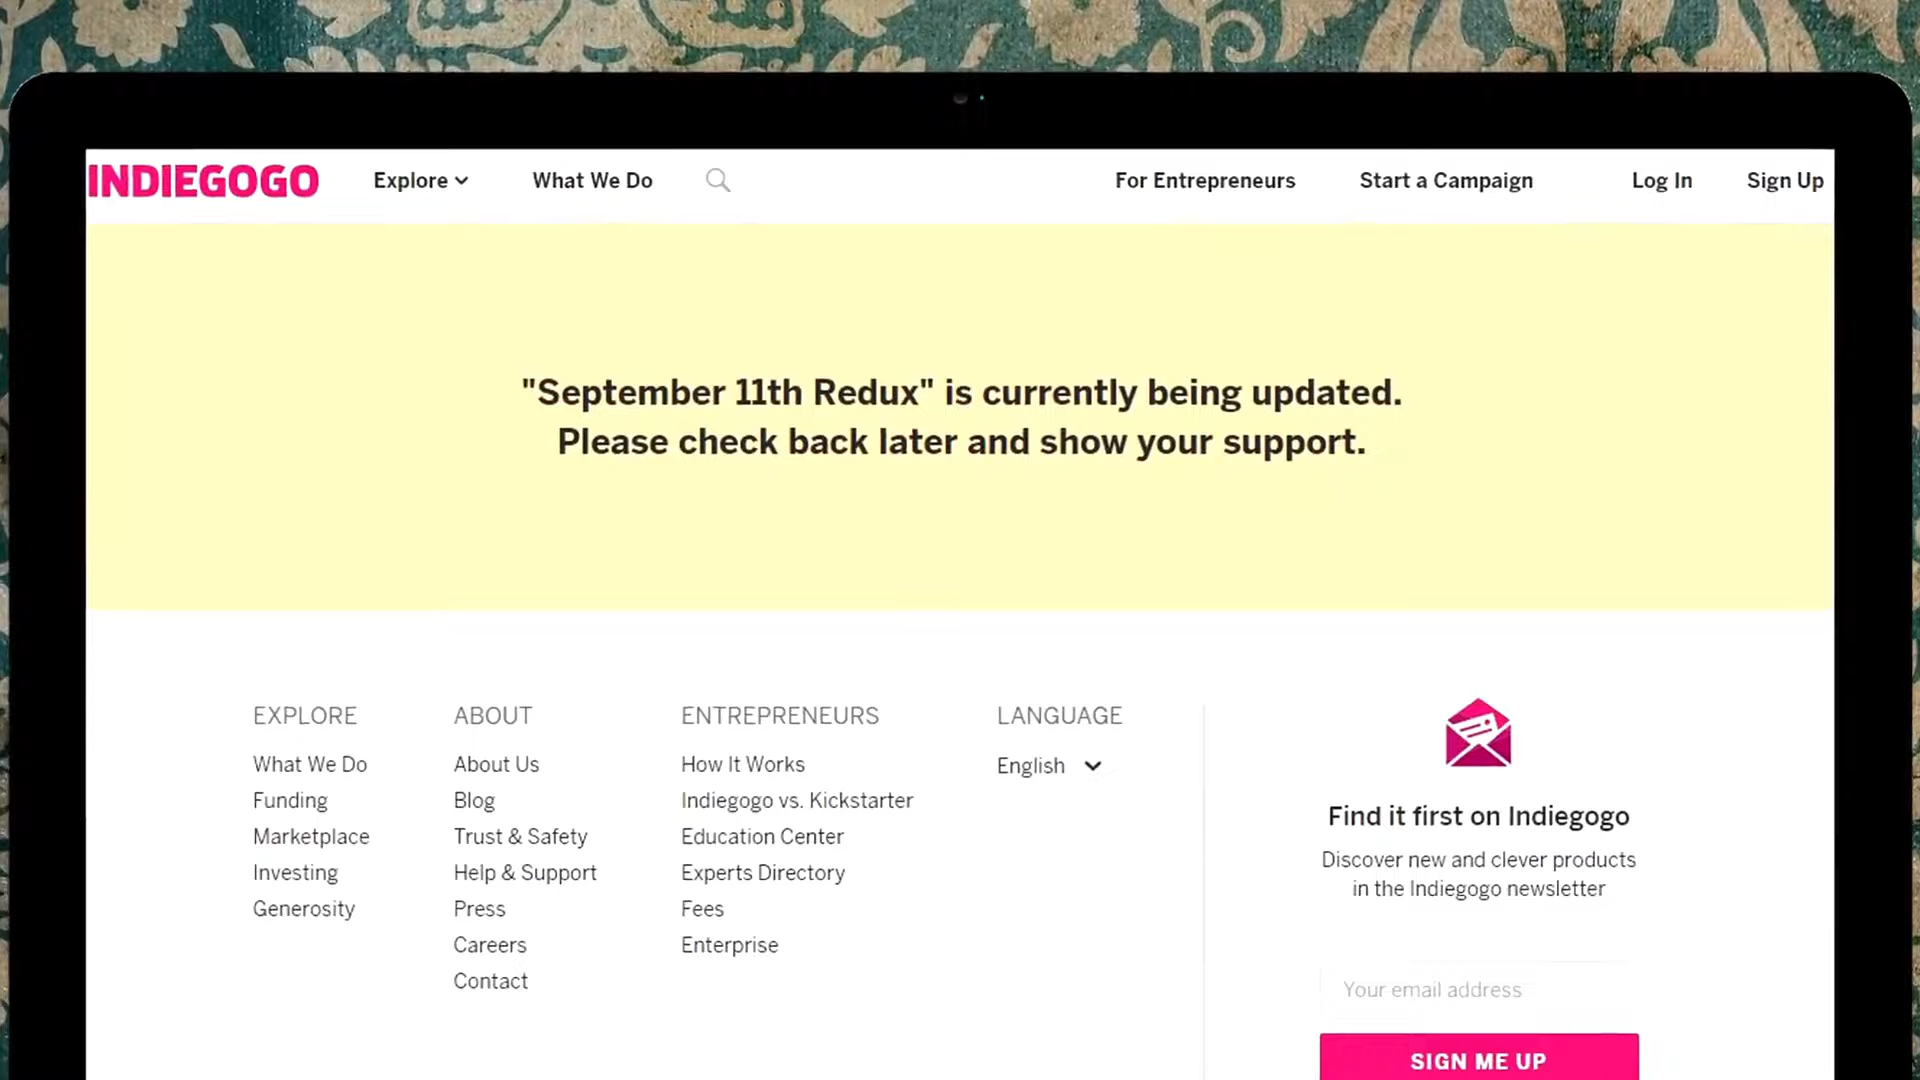 INDIEGOGO Explore What We Do For Entrepreneurs Start a Campaign Log In Sign Up
"September 11th Redux" is currently being updated.
Please check back later and show your support.
EXPLORE
What We Do
Funding
Marketplace
Investing
Generosity
ABOUT
About Us
Blog
Trust & Safety
Help & Support
Press
Careers
Contact
ENTREPRENEURS
How It Works
Indiegogo vs. Kickstarter
Education Center
Experts Directory
Fees
Enterprise
LANGUAGE
English
Find it first on Indiegogo
Discover new and clever products
in the Indiegogo newsletter
Your email address
SIGN ME UP